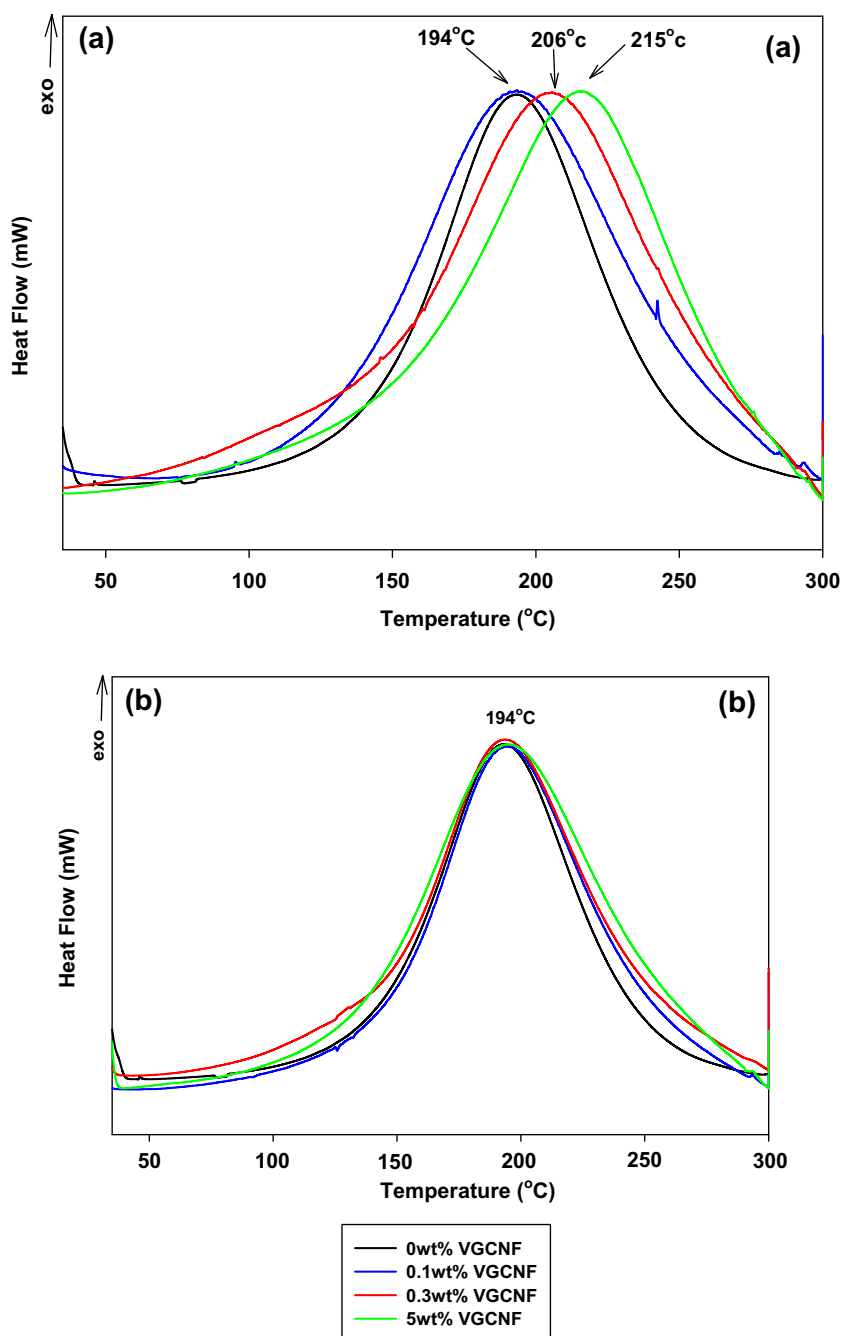 (a) 194°C 206°c 215°c (a)
exo
Heat Flow (mW)
50 100 150 200 250 300
Temperature (°C)
(b) 194°C (b)
exo
Heat Flow (mW)
50 100 150 200 250 300
Temperature (°C)
0wt% VGCNF
0.1wt% VGCNF
0.3wt% VGCNF
5wt% VGCNF